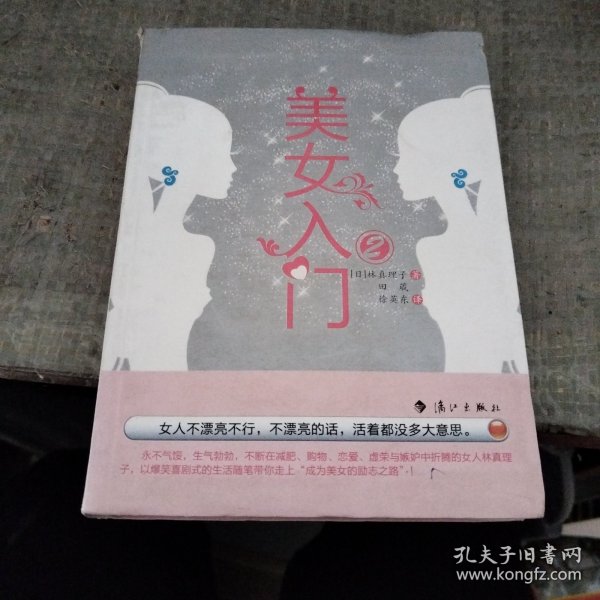 美女入门
2
[日]林真理子 著
田葳
徐英东 译
漓江出版社
女人不漂亮不行，不漂亮的话，活着都没多大意思。
永不气馁，生气勃勃，不断在减肥、购物、恋爱、虚荣与嫉妒中折腾的女人林真理
子，以爆笑喜剧式的生活随笔带你走上“成为美女的励志之路”！
孔夫子旧书网
www.kongfz.com